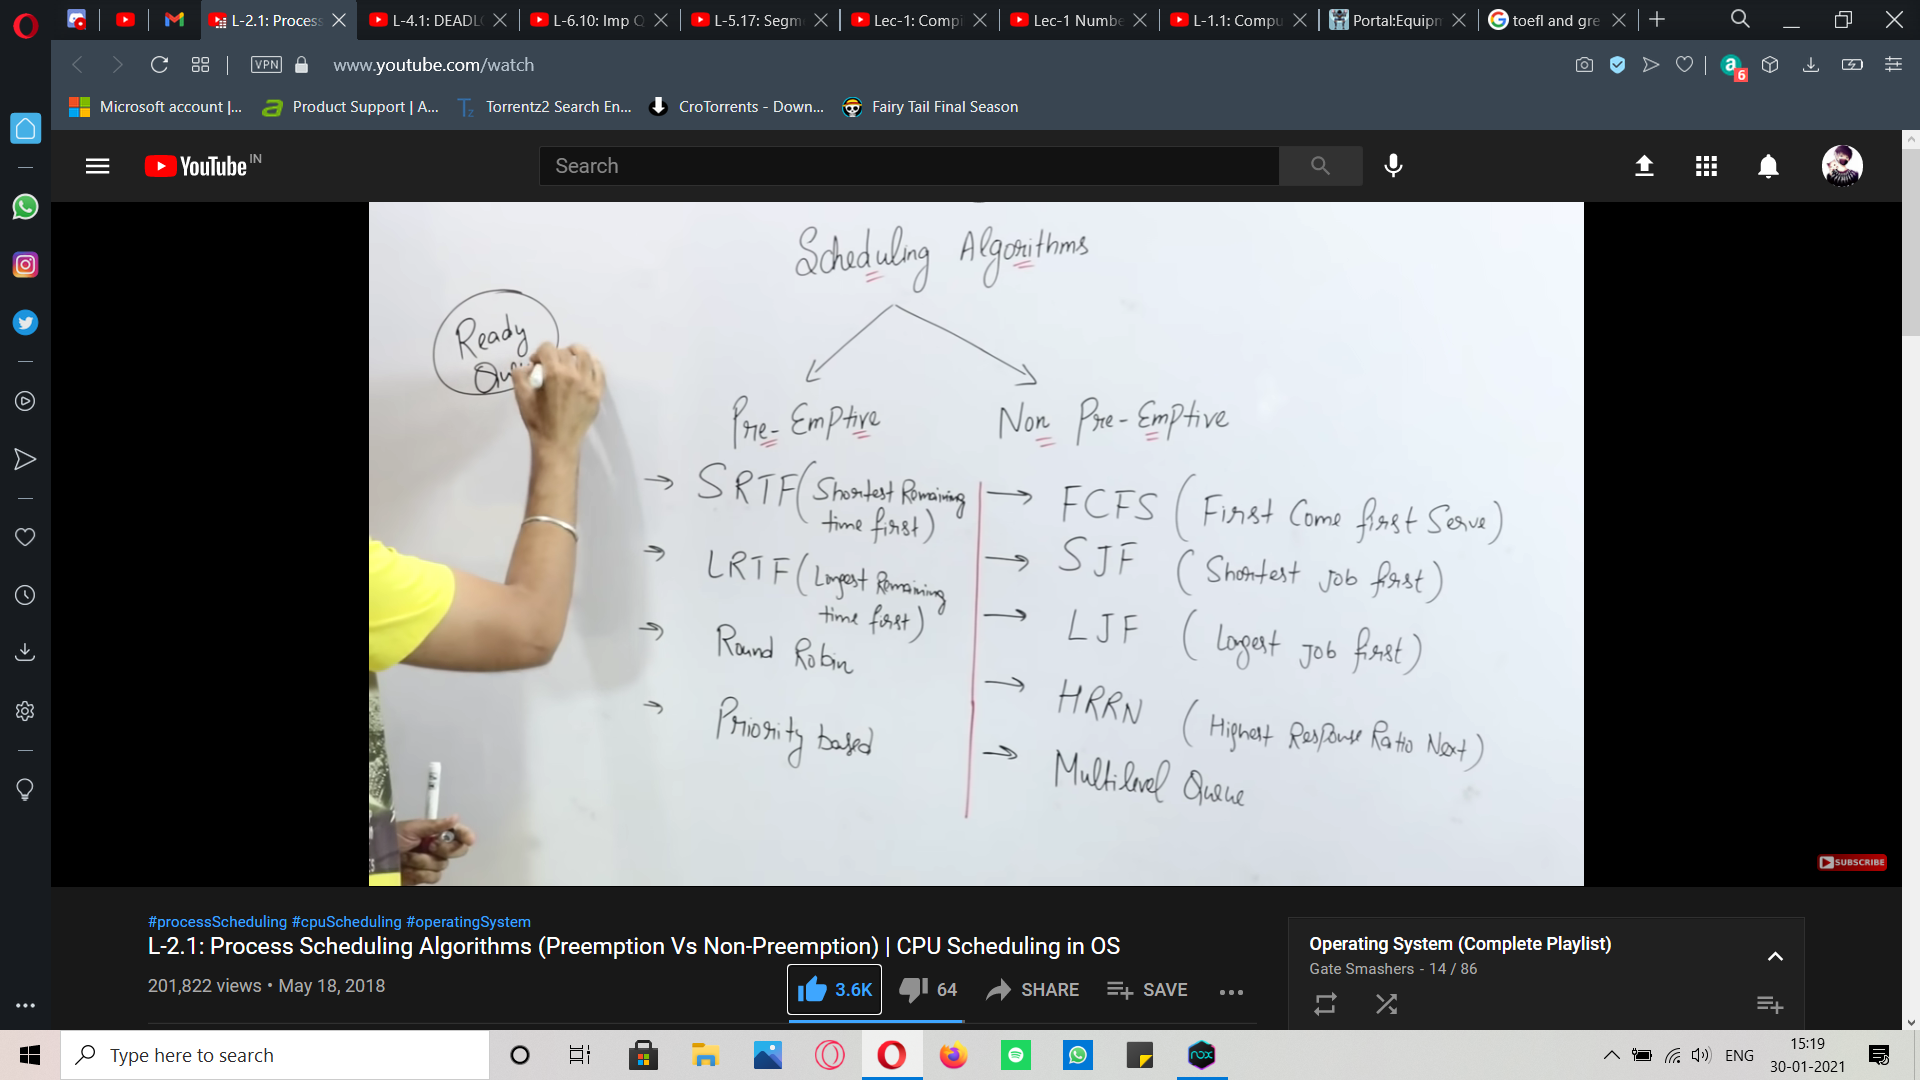 L-2.1: Process
L-4.1: DEADL
L-6.10: Imp Q
L-5.17: Segm
Lec-1: Compi
Lec-1 Numbe
L-1.1: Compu
Portal:Equipm
toefl and gre
VPN
www.youtube.com/watch
6
Microsoft account |...
Product Support | A...
Torrentz2 Search En...
CroTorrents - Down...
Fairy Tail Final Season
YouTube IN
Search
Scheduling Algorithms
Ready
Pre-Emptive
Non Pre-Emptive
SRTF (Shortest Remaining
time first)
LRTF (Longest Remaining
time first)
Round Robin
Priority based
FCFS (First Come first Serve)
SJF (Shortest Job first)
LJF (Longest Job first)
HRRN (Highest Response Ratio Next)
Multilevel Queue
SUBSCRIBE
#processScheduling #cpuScheduling #operatingSystem
L-2.1: Process Scheduling Algorithms (Preemption Vs Non-Preemption) | CPU Scheduling in OS
201,822 views • May 18, 2018
3.6K
64
SHARE
SAVE
Operating System (Complete Playlist)
Gate Smashers - 14 / 86
Type here to search
nox
ENG
15:19
30-01-2021